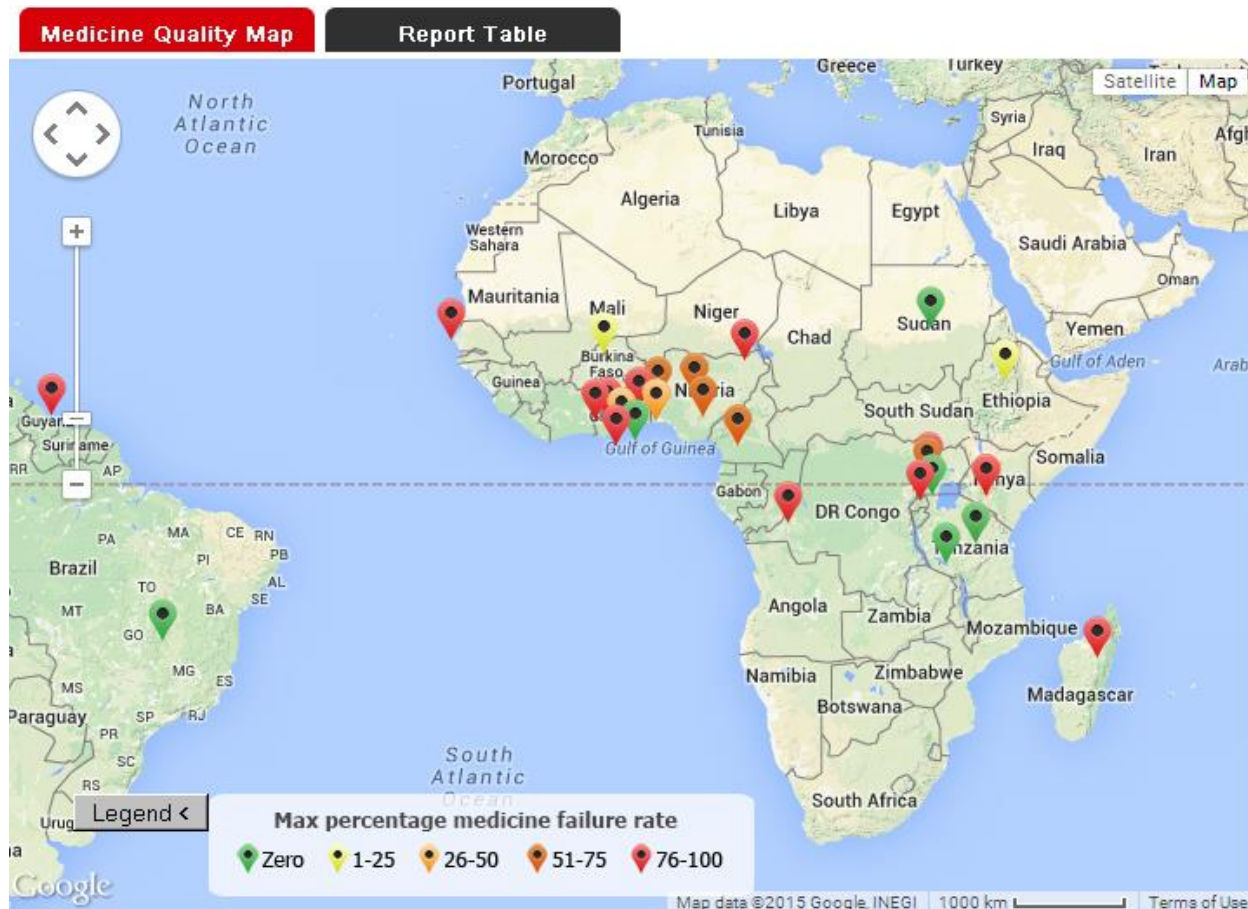 Medicine Quality Map
Report Table
Portugal
Greece
Turkey
Satellite
Map
North
Atlantic
Ocean
Tunisia
Syria
Afgh
Morocco
Iraq
Iran
Algeria
Libya
Egypt
Western
Sahara
Saudi Arabia
Oman
Mauritania
Mali
Niger
Chad
Sudan
Yemen
Burkina
Faso
Gulf of Aden
Arab
Guinea
Ethiopia
South Sudan
Suriname
Gulf of Guinea
Somalia
RR
AP
Gabon
DR Congo
PA
MA
CE
RN
PB
PI
Brazil
TO
AL
SE
MT
BA
GO
Angola
Zambia
Mozambique
MG
ES
MS
Namibia
Zimbabwe
Botswana
Madagascar
Paraguay
SP
RJ
PR
SC
South
Atlantic
Ocean
RS
South Africa
Legend <
Max percentage medicine failure rate
Zero
1-25
26-50
51-75
76-100
Google
Map data ©2015 Google, INEGI
1000 km
Terms of Use